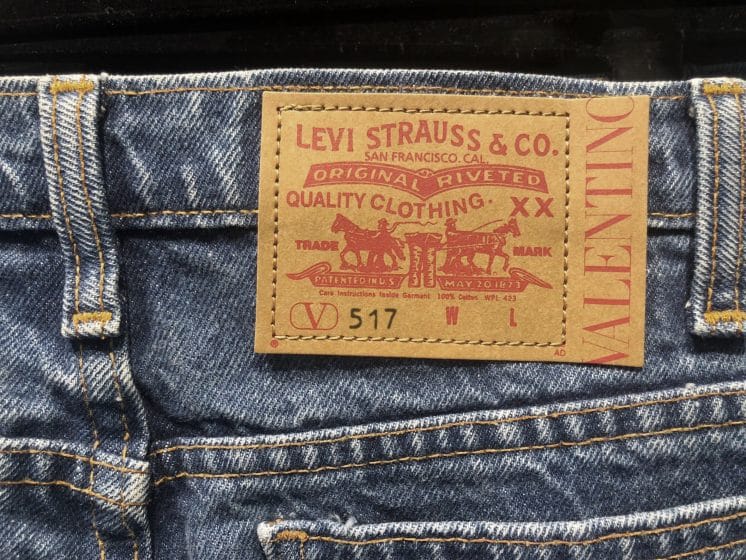 LEVI STRAUSS & CO.
SAN FRANCISCO. CAL.
ORIGINAL RIVETED
QUALITY CLOTHING. XX
TRADE MARK
PATENTED IN U.S MAY 20 1873
Care Instructions Inside Garment 100% Cotton WPL 423
V 517 W L
® AD
VALENTINO